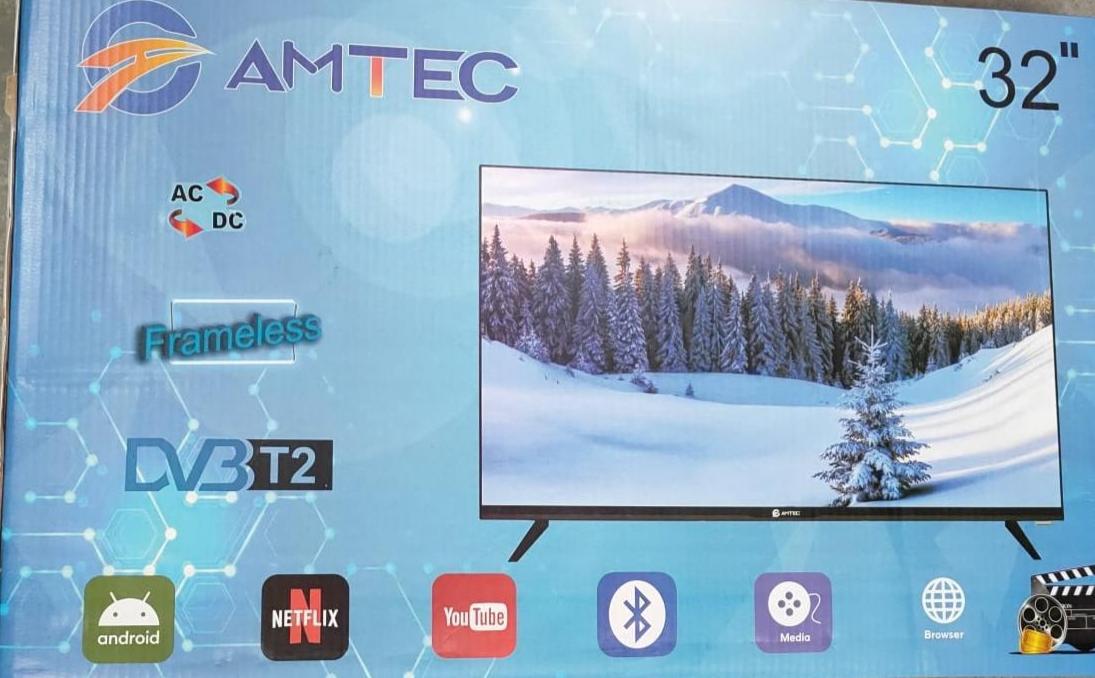 AMTEC
32"
AC
DC
Frameless
DVB T2
AMTEC
android
NETFLIX
N
YouTube
Media
Browser